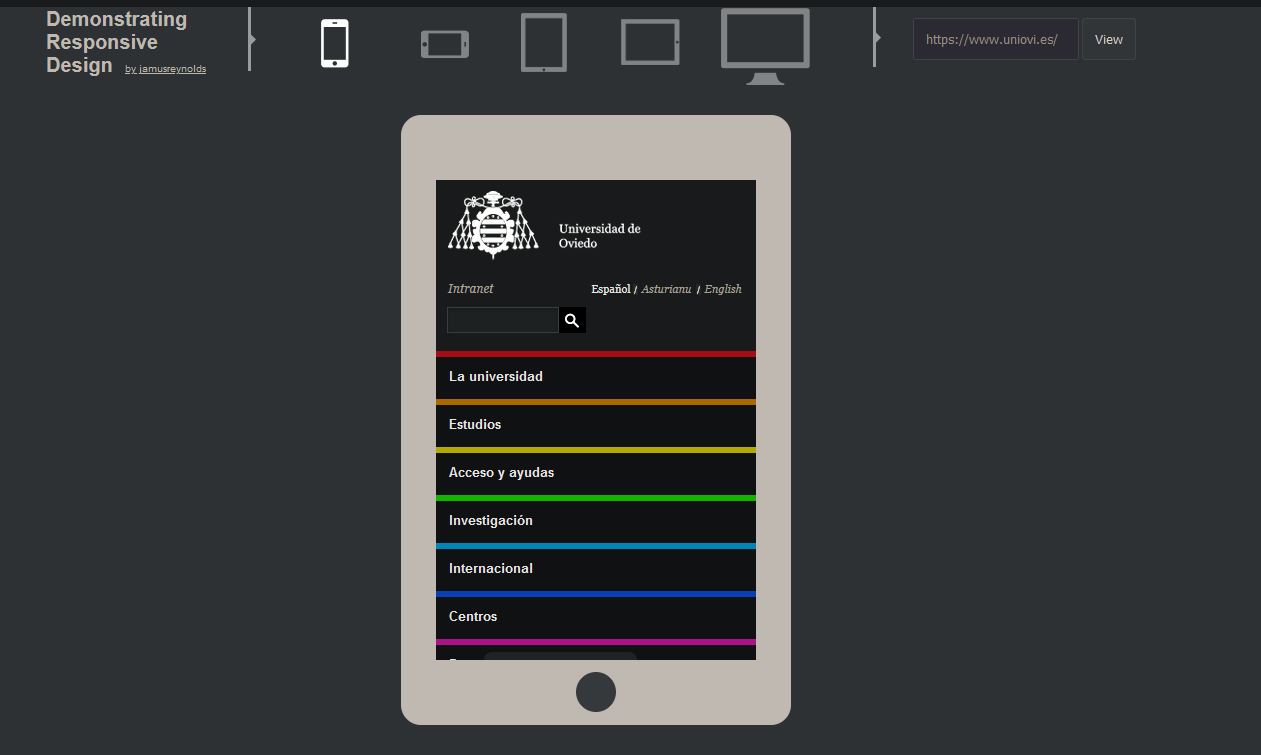 Demonstrating
Responsive
Design by jamusreynolds
https://www.uniovi.es/ View
Universidad de
Oviedo
Intranet Español / Asturianu / English
La universidad
Estudios
Acceso y ayudas
Investigación
Internacional
Centros